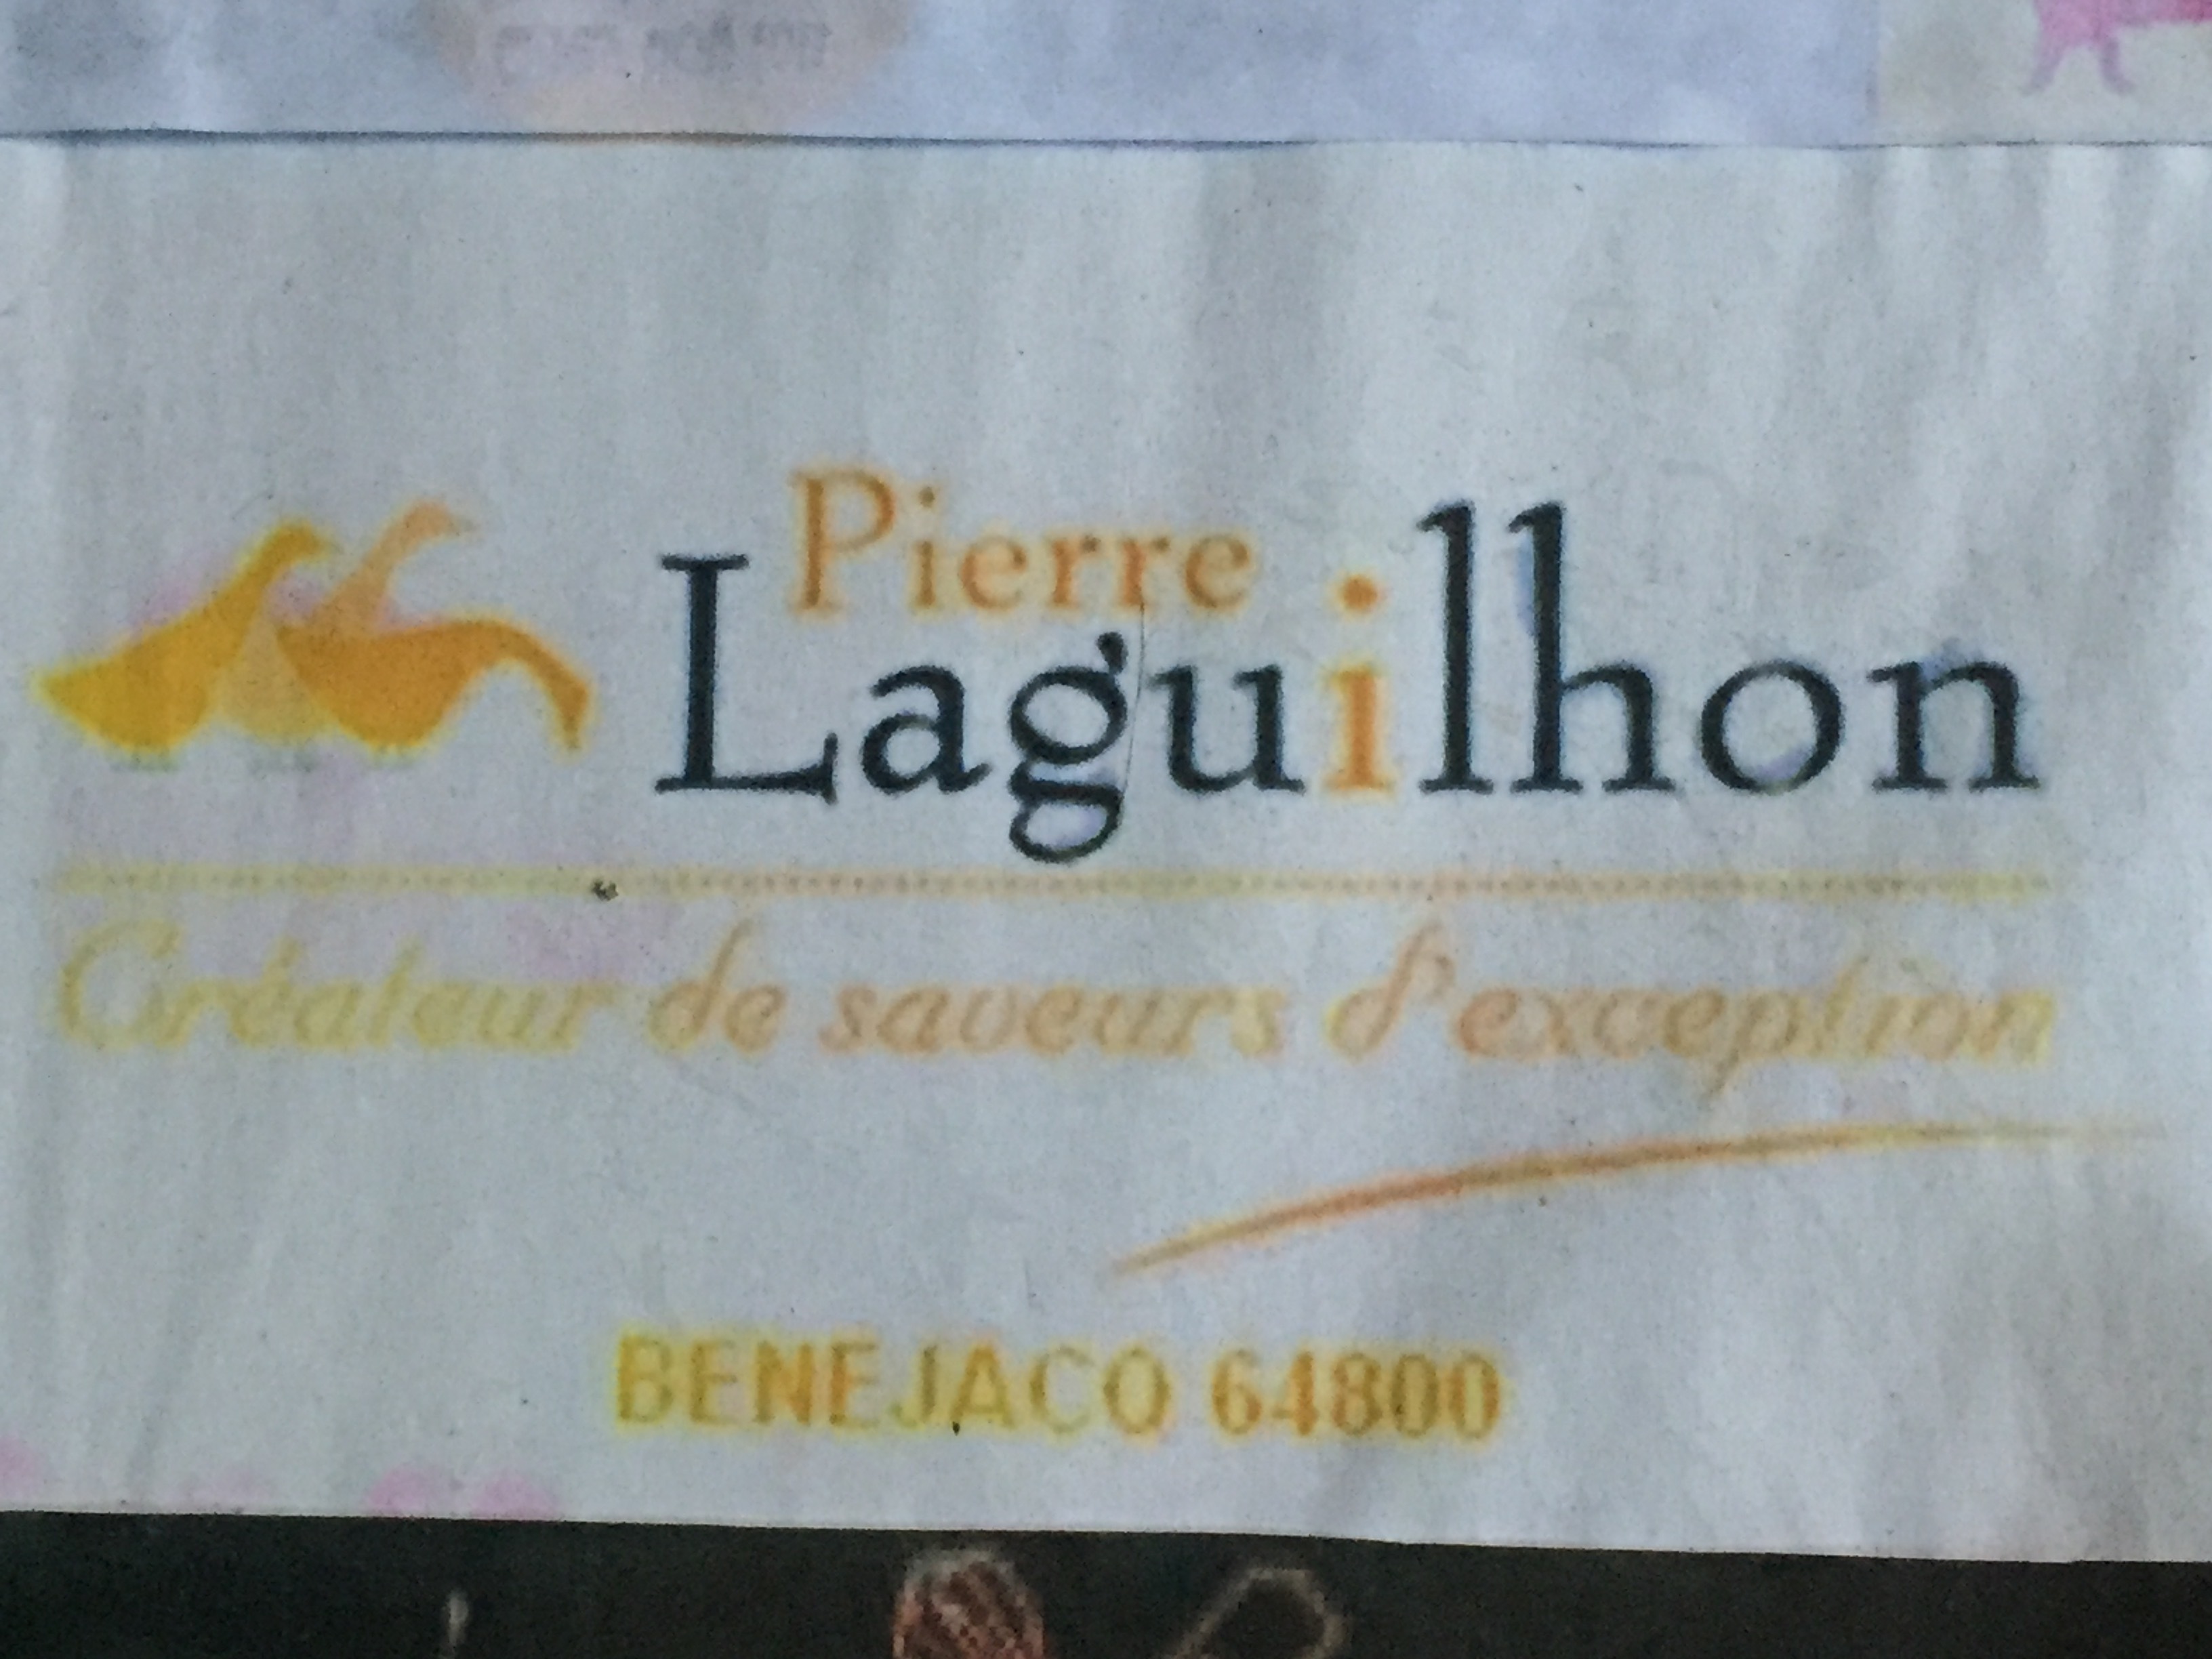 Pierre
Laguilhon
Créateur de saveurs d'exception
BENEJACQ 64800